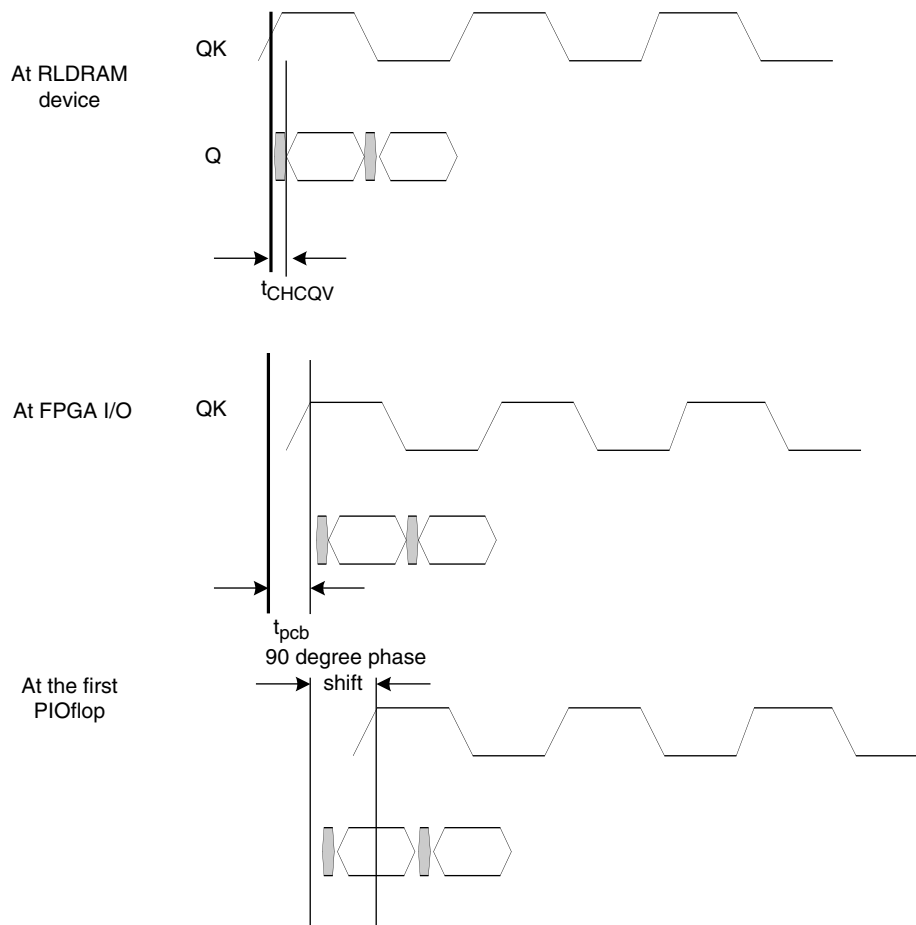 QK
At RLDRAM
device
Q
tCHCQV
At FPGA I/O
QK
tpcb
90 degree phase
shift
At the first
PIOflop